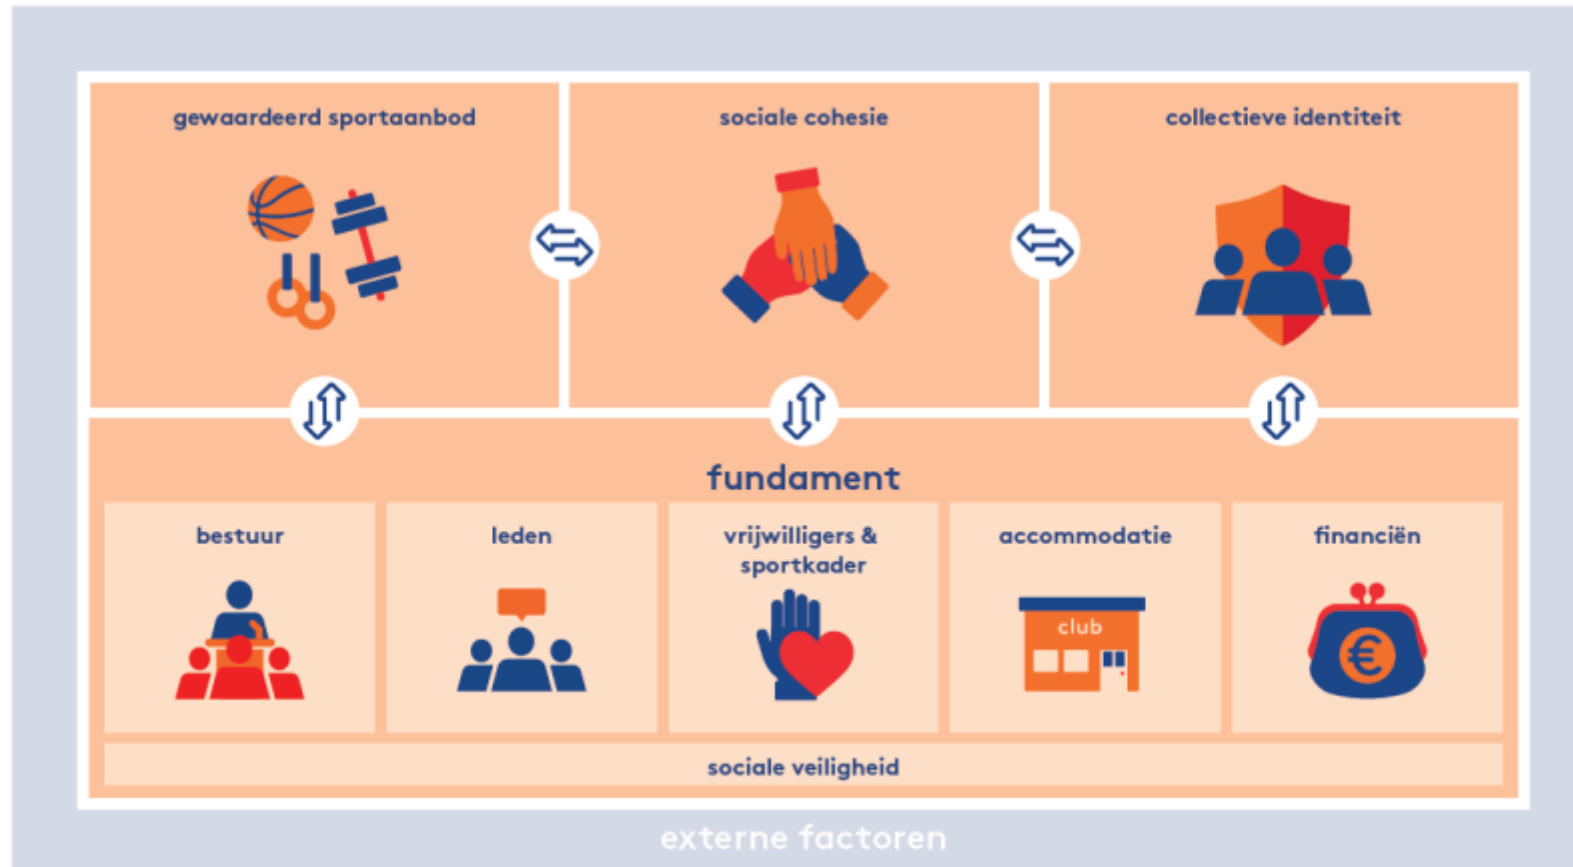 gewaardeerd sportaanbod
sociale cohesie
collectieve identiteit
fundament
bestuur
leden
vrijwilligers &
sportkader
accommodatie
financiën
club
€
sociale veiligheid
externe factoren